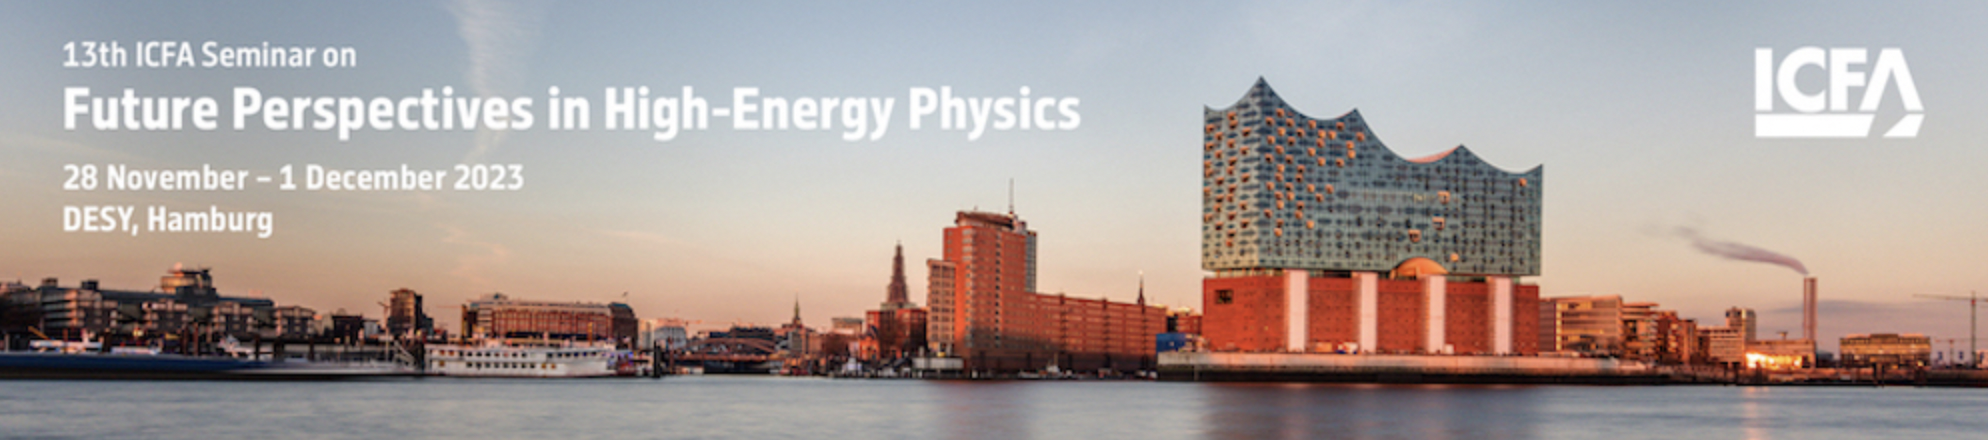 13th ICFA Seminar on
Future Perspectives in High-Energy Physics
28 November – 1 December 2023
DESY, Hamburg
ICFA